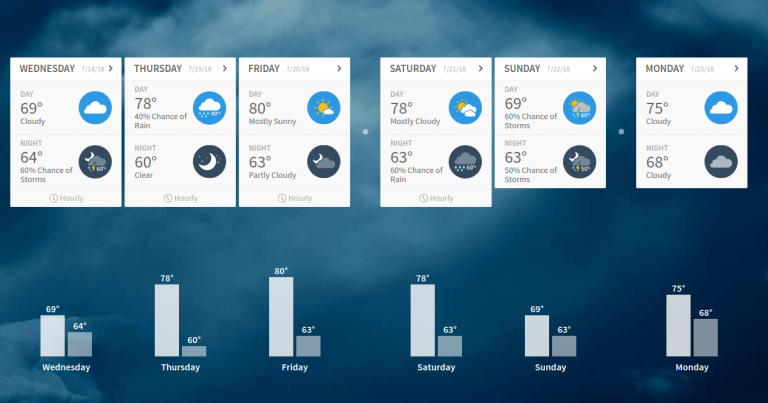 WEDNESDAY 7/18/18
DAY
69°
Cloudy
NIGHT
64°
60% Chance of
Storms
60%
Hourly
THURSDAY 7/19/18
DAY
78°
40% Chance of
Rain
40%
NIGHT
60°
Clear
Hourly
FRIDAY 7/20/18
DAY
80°
Mostly Sunny
NIGHT
63°
Partly Cloudy
Hourly
SATURDAY 7/21/18
DAY
78°
Mostly Cloudy
NIGHT
63°
60% Chance of
Rain
60%
Hourly
SUNDAY 7/22/18
DAY
69°
60% Chance of
Storms
60%
NIGHT
63°
50% Chance of
Storms
50%
MONDAY 7/23/18
DAY
75°
Cloudy
NIGHT
68°
Cloudy
69° 64°
Wednesday
78° 60°
Thursday
80° 63°
Friday
78° 63°
Saturday
69° 63°
Sunday
75° 68°
Monday